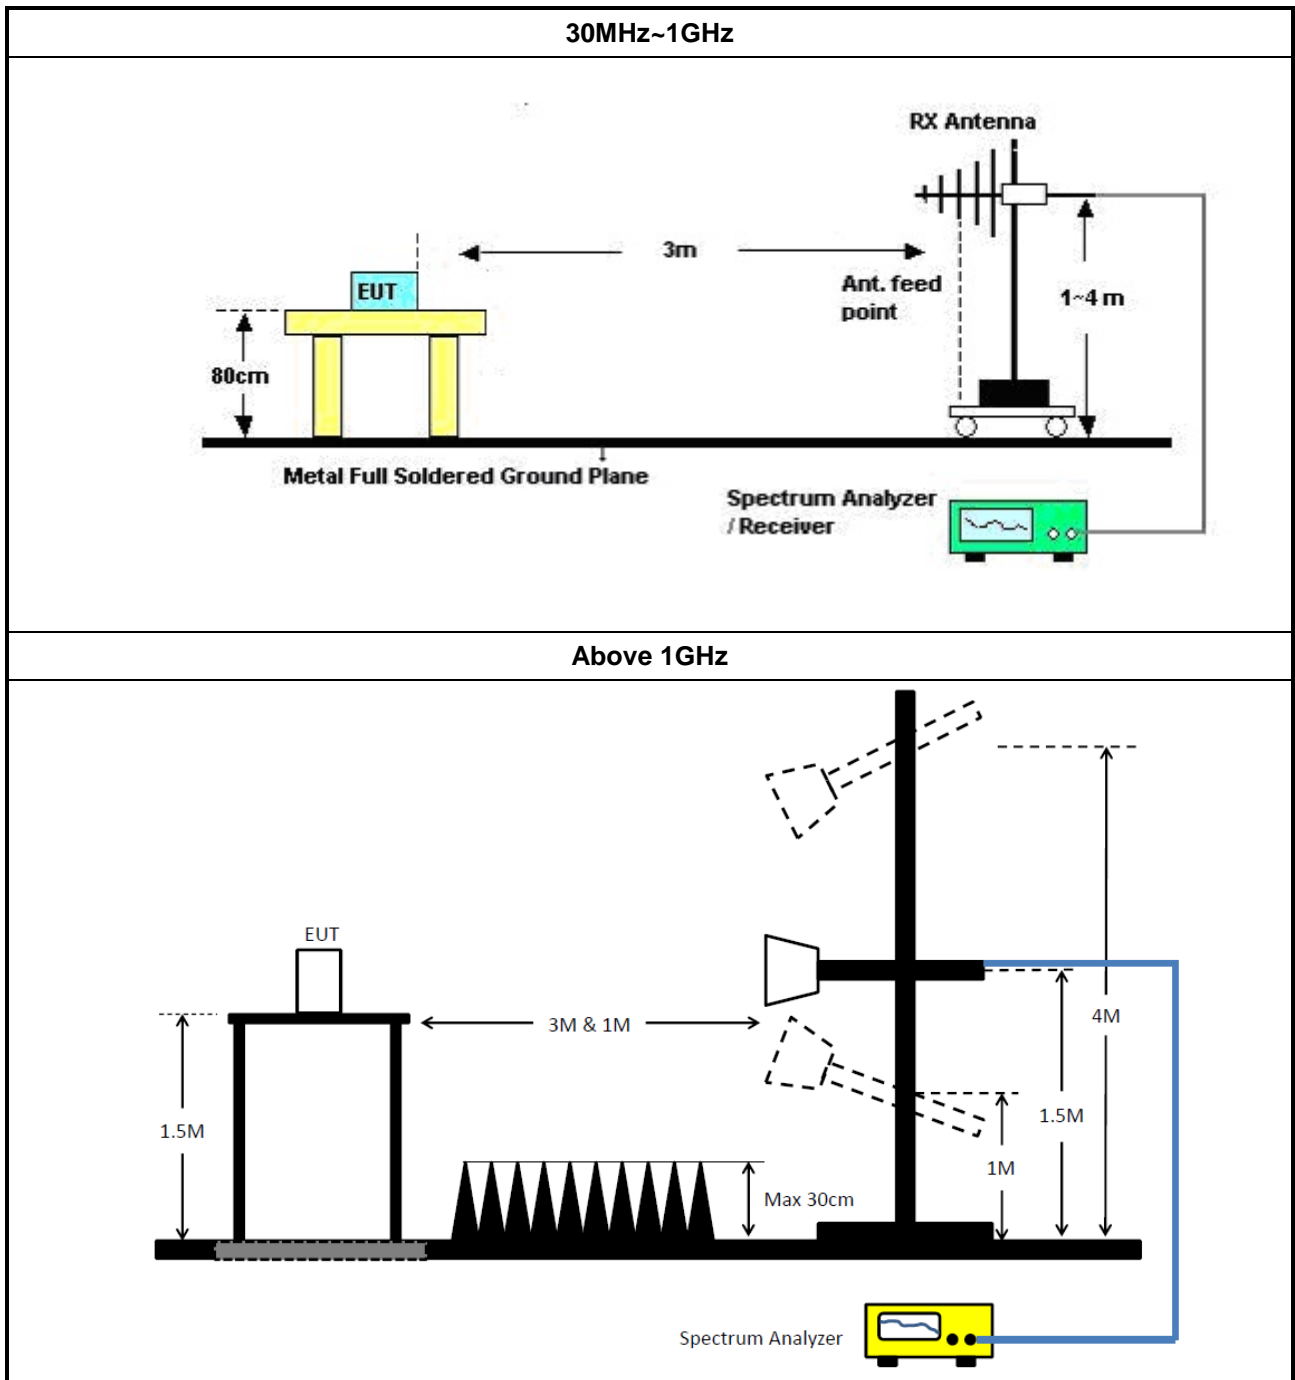 30MHz~1GHz
RX Antenna
3m
EUT
Ant. feed
point
1~4 m
80cm
Metal Full Soldered Ground Plane
Spectrum Analyzer
/ Receiver
Above 1GHz
EUT
3M & 1M
4M
1.5M
1.5M
1M
Max 30cm
Spectrum Analyzer